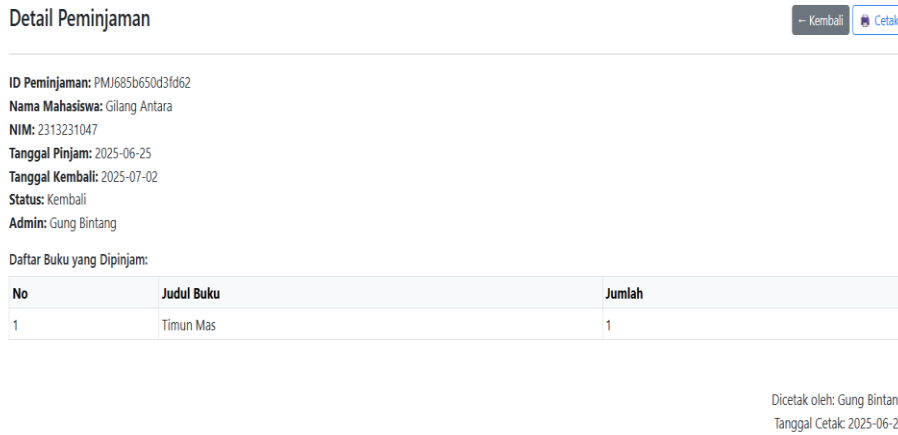 Detail Peminjaman
← Kembali Cetak
ID Peminjaman: PMJ685b650d3fd62
Nama Mahasiswa: Gilang Antara
NIM: 2313231047
Tanggal Pinjam: 2025-06-25
Tanggal Kembali: 2025-07-02
Status: Kembali
Admin: Gung Bintang
Daftar Buku yang Dipinjam:
No Judul Buku Jumlah
1 Timun Mas 1
Dicetak oleh: Gung Bintan
Tanggal Cetak: 2025-06-2